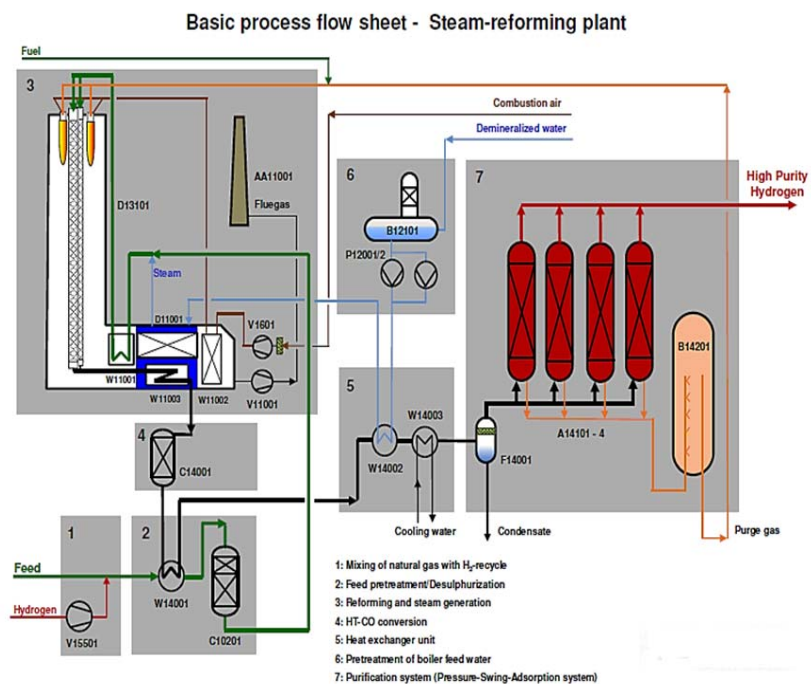 Basic process flow sheet - Steam-reforming plant
Fuel
3
Combustion air
Demineralized water
AA11001
Fluegas
D13101
6
B12101
P12001/2
7
High Purity
Hydrogen
Steam
D11001
V1601
W11001
W11003
W11002
V11001
B14201
5
W14003
W14002
A14101 - 4
F14001
4
C14001
Cooling water
Condensate
Purge gas
1
2
Feed
W14001
Hydrogen
V15501
C10201
1: Mixing of natural gas with H₂-recycle
2: Feed pretreatment/Desulphurization
3: Reforming and steam generation
4: HT-CO conversion
5: Heat exchanger unit
6: Pretreatment of boiler feed water
7: Purification system (Pressure-Swing-Adsorption system)